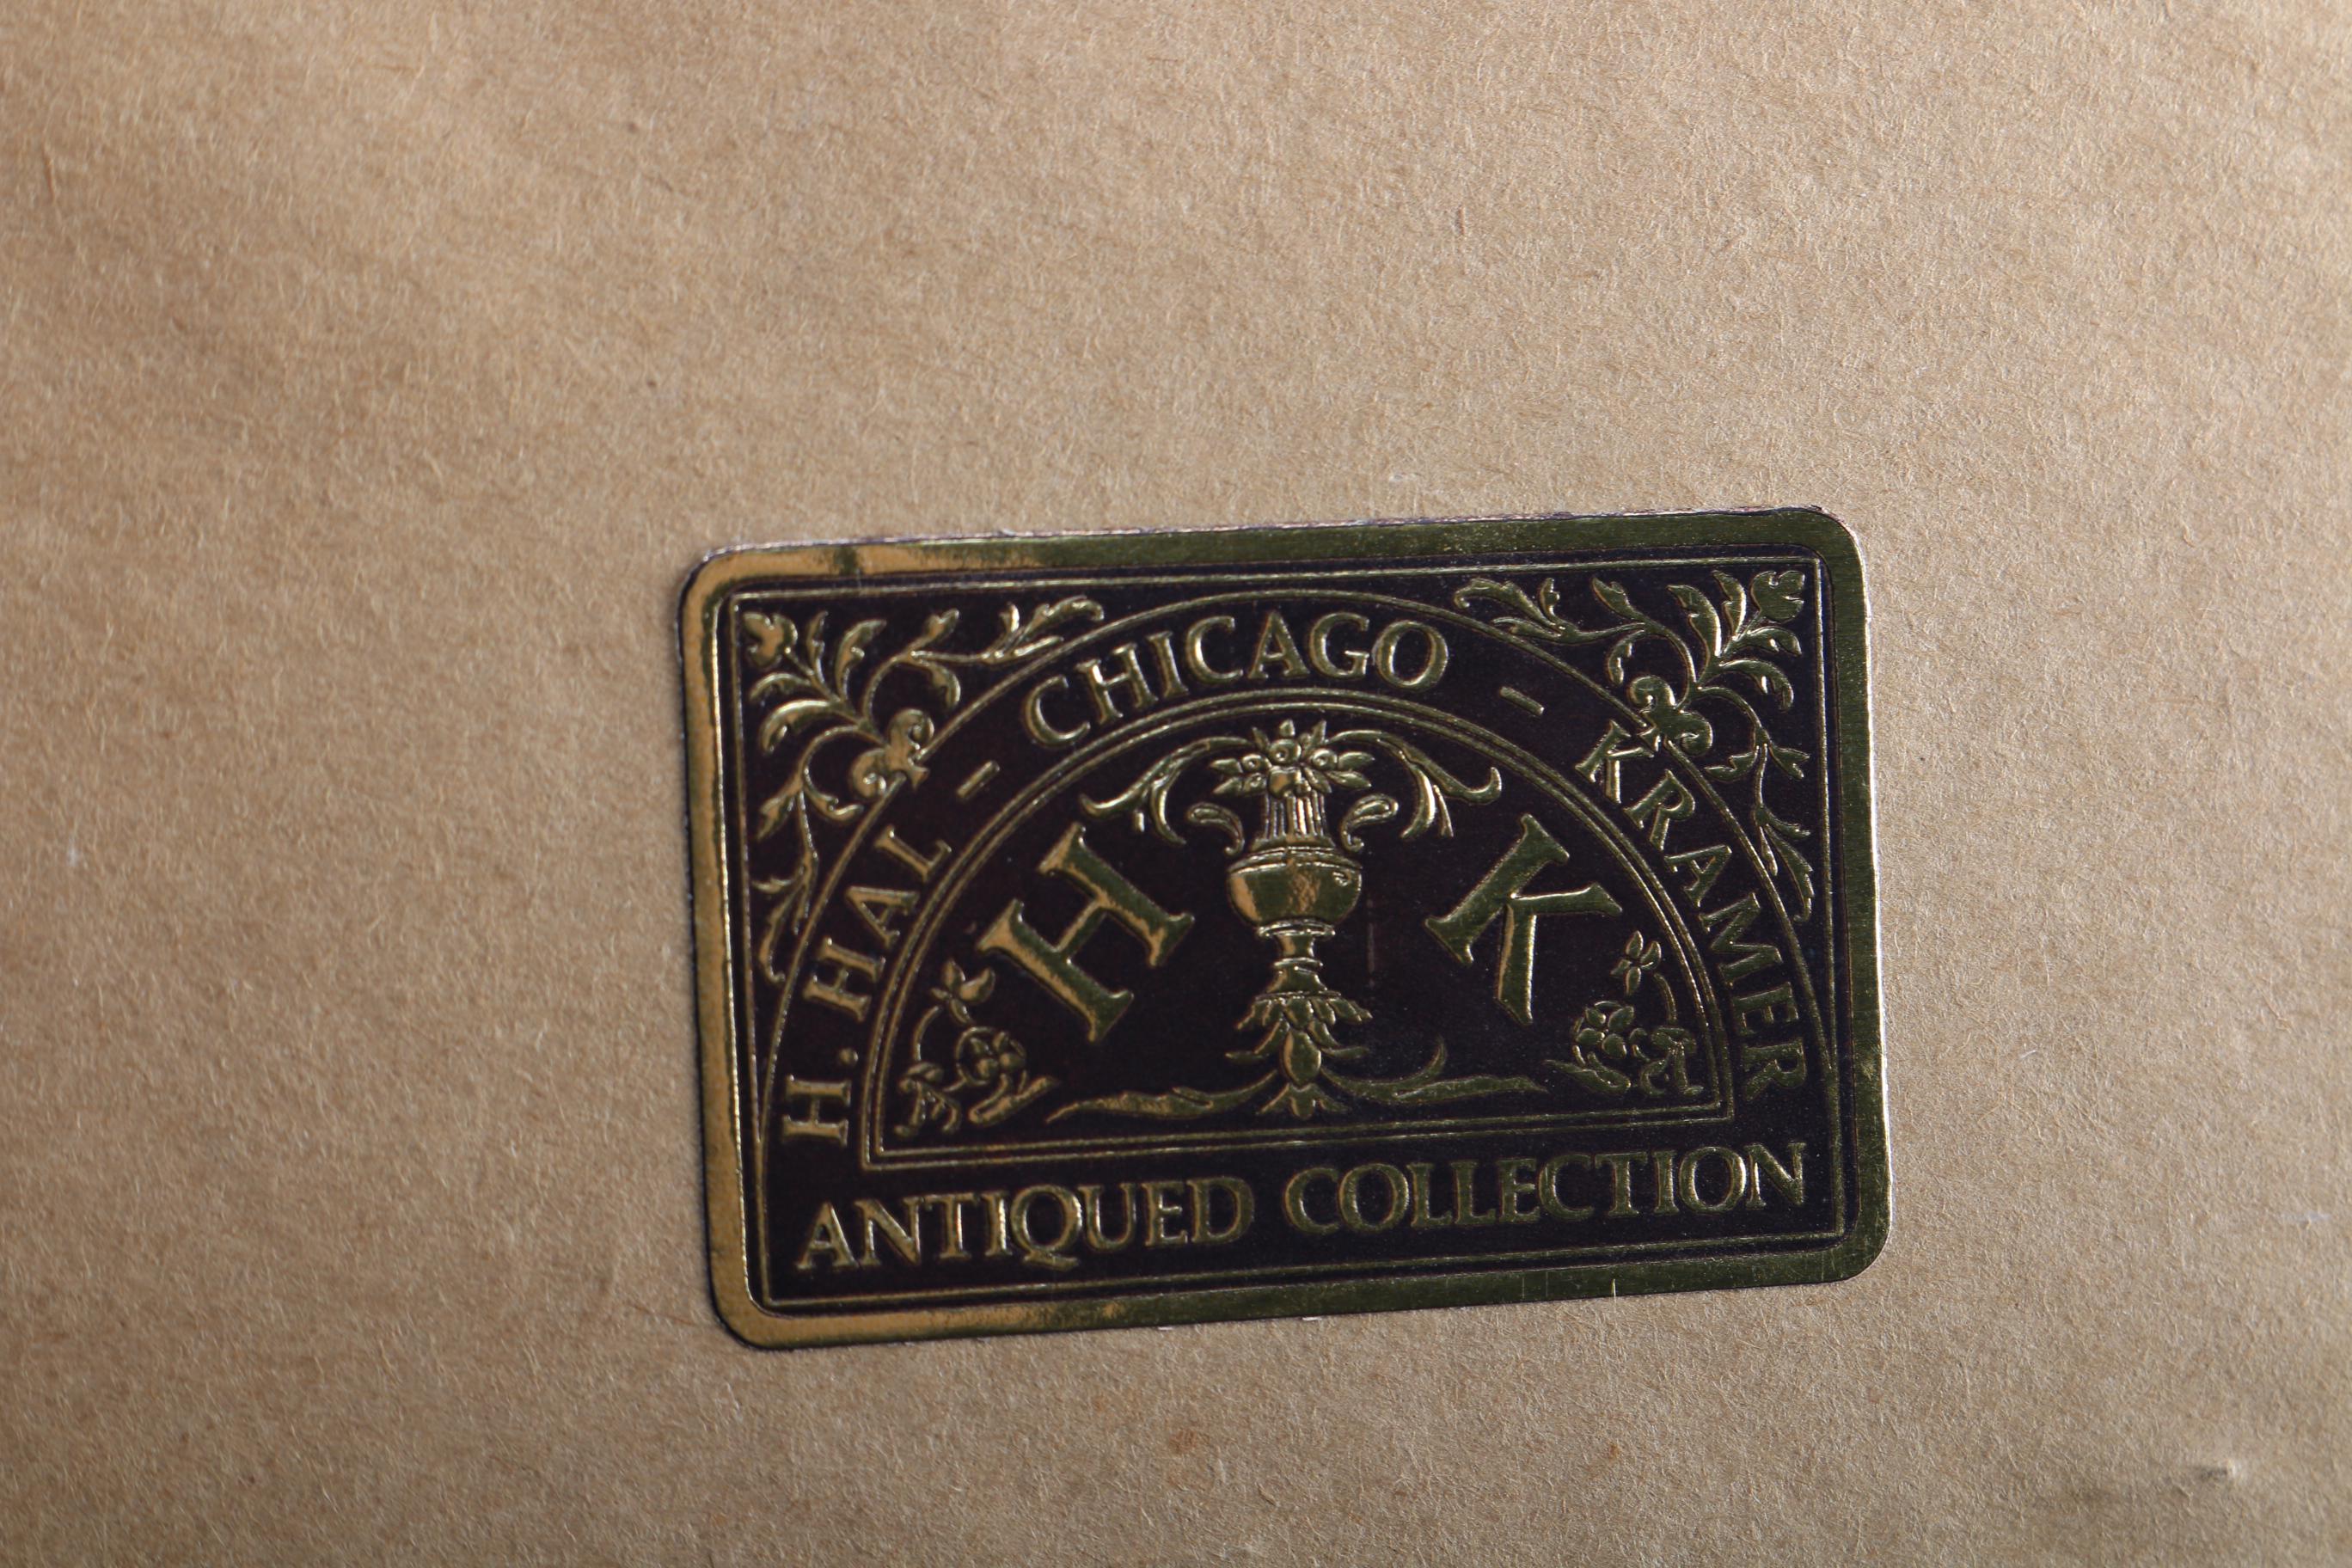 H. HAL - CHICAGO - KRAMER
H K
ANTIQUED COLLECTION